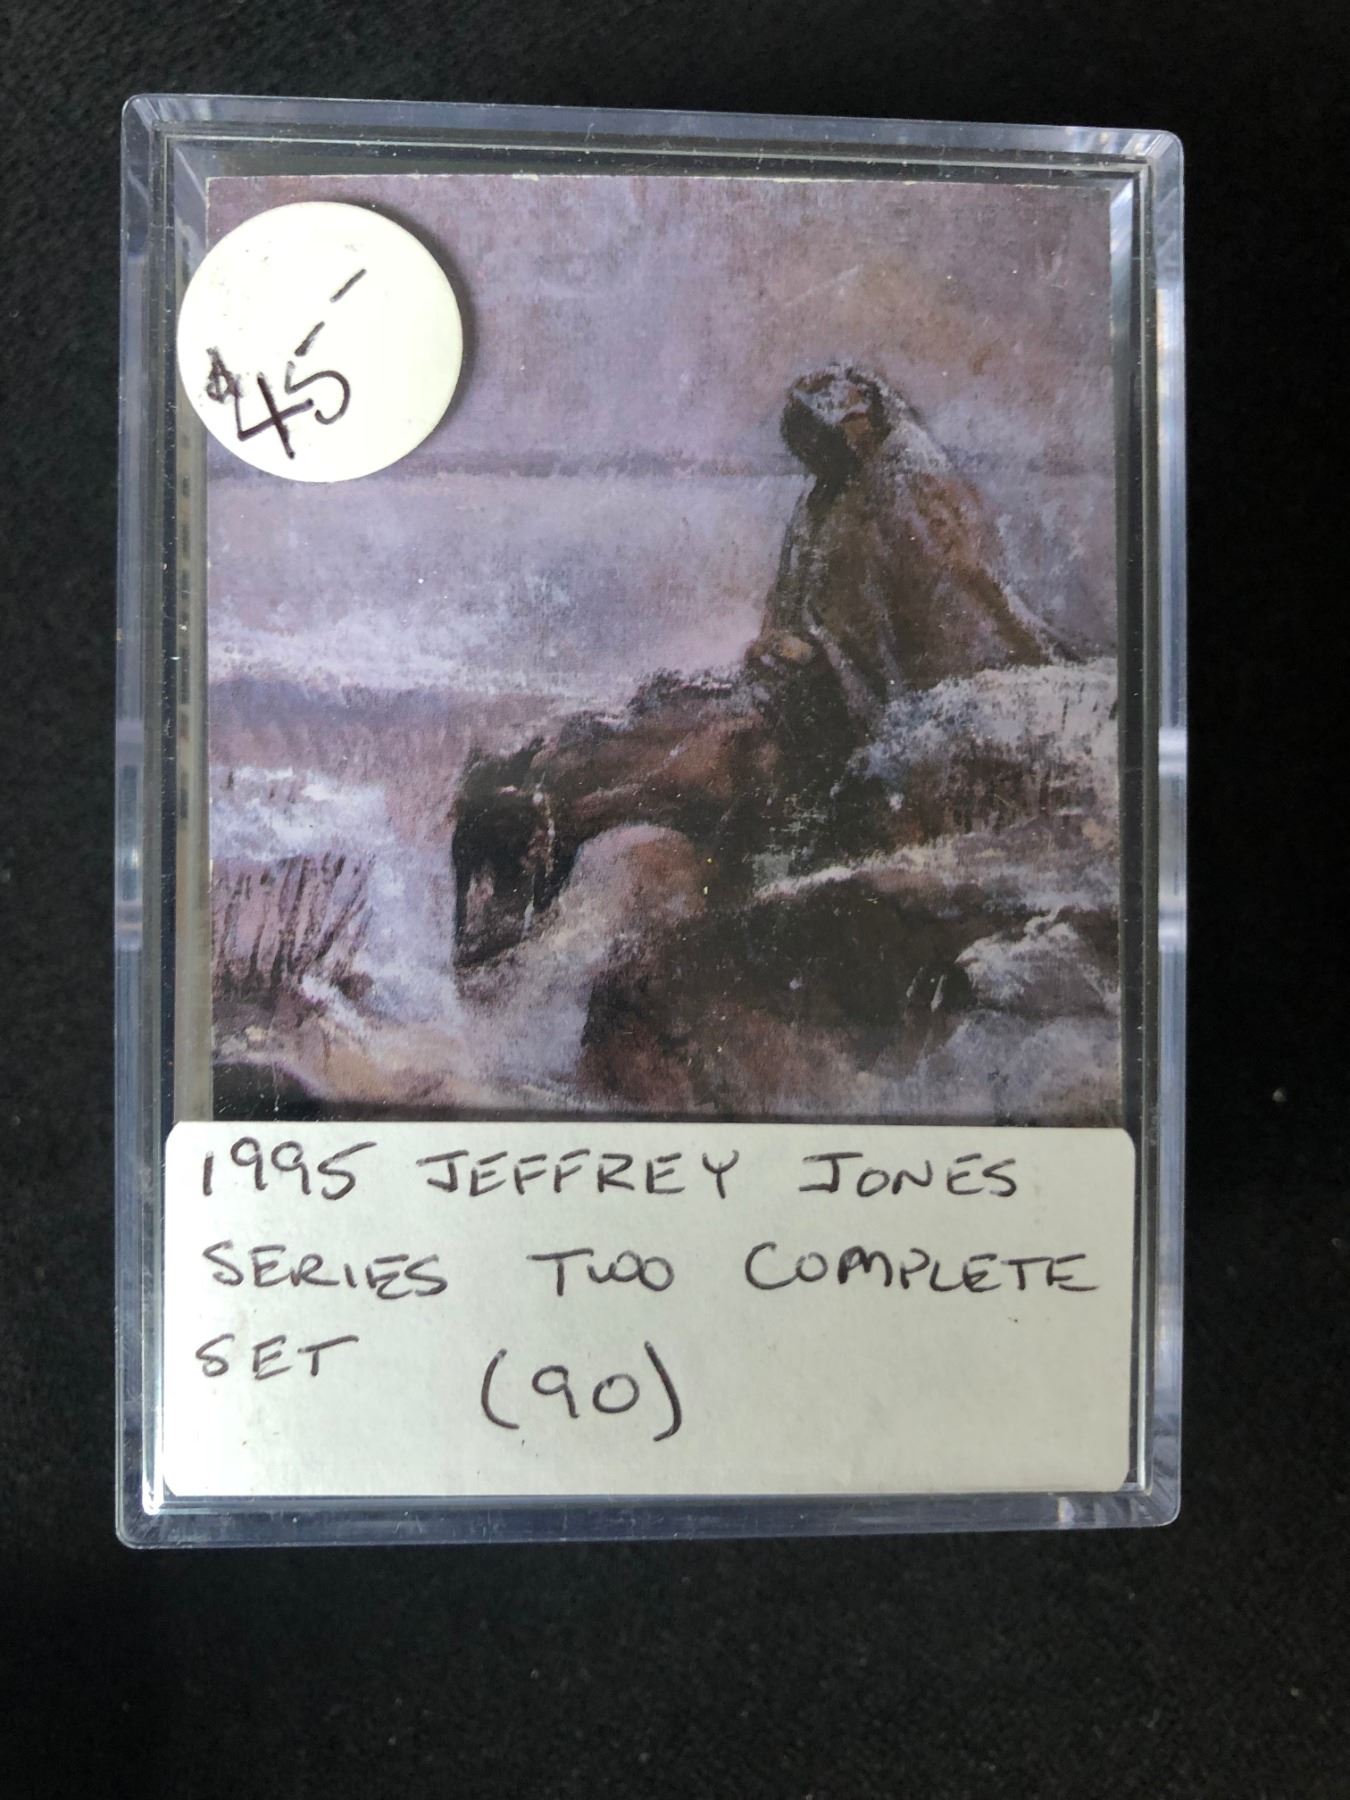 $45--
1995 JEFFREY JONES
SERIES TWO COMPLETE
SET (90)